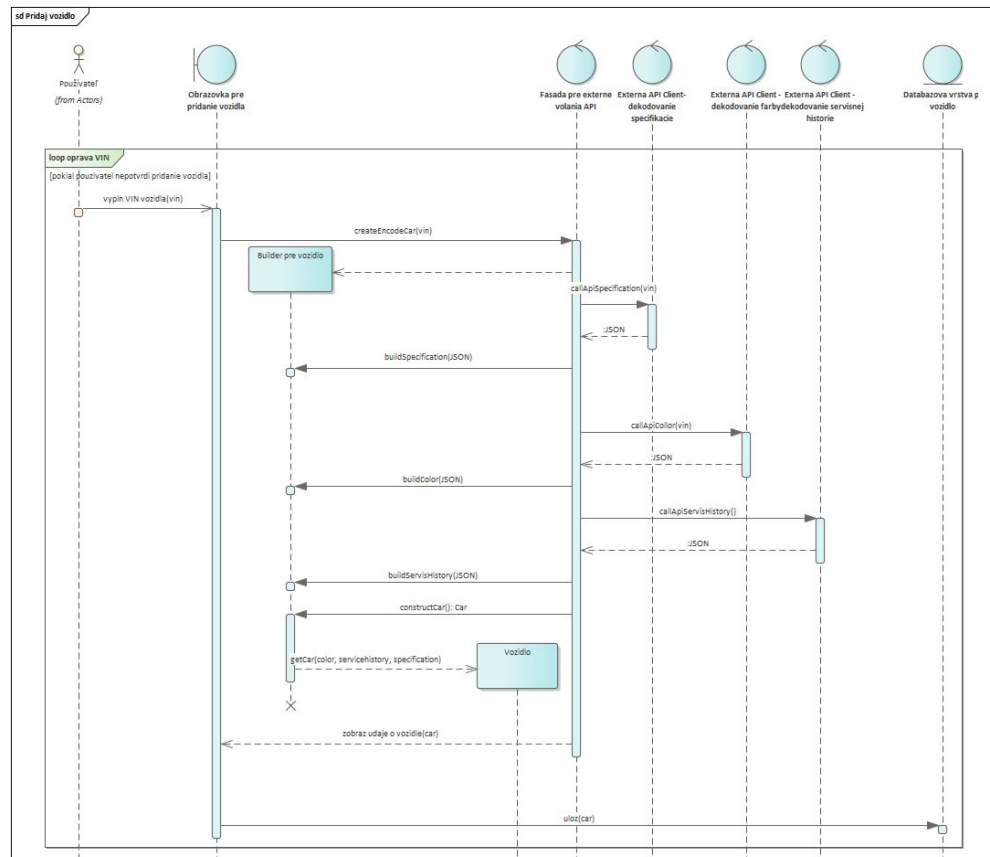 sd Pridaj vozidlo
Používateľ
(from Actors)
Obrazovka pre
pridanie vozidla
Fasada pre externe
volania API
Externa API Client-
dekodovanie
specifikacie
Externa API Client -
dekodovanie farby
Externa API Client -
dekodovanie servisnej
historie
Databazova vrstva p
vozidlo
loop oprava VIN
[pokial pouzivatel nepotvrdi pridanie vozidla]
vypln VIN vozidla(vin)
createEncodeCar(vin)
Builder pre vozidlo
callApiSpecification(vin)
:JSON
buildSpecification(JSON)
callApiCollor(vin)
:JSON
buildColor(JSON)
callApiServisHistory()
:JSON
buildServisHistory(JSON)
constructCar(): Car
getCar(color, servicehistory, specification)
Vozidlo
zobraz udaje o vozidle(car)
uloz(car)